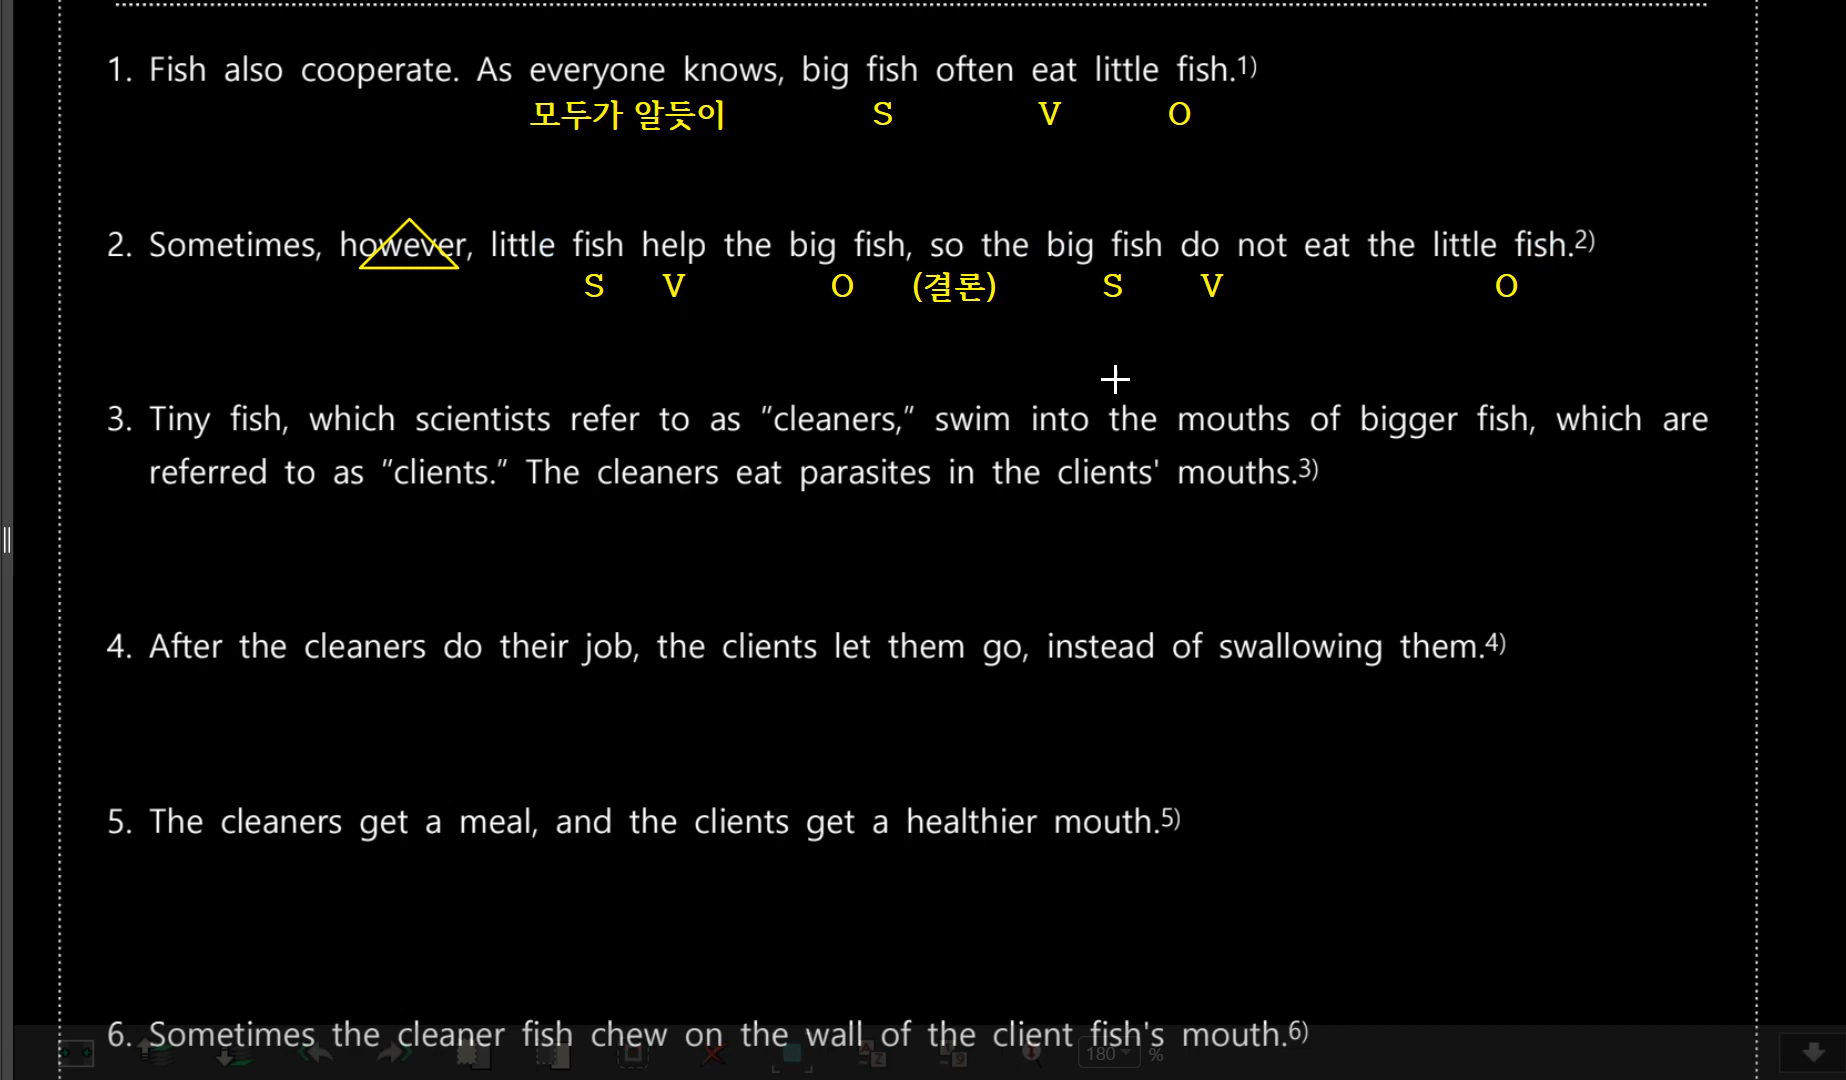 1. Fish also cooperate. As everyone knows, big fish often eat little fish.1)
모두가 알듯이 S V O
2. Sometimes, however, little fish help the big fish, so the big fish do not eat the little fish.2)
S V O (결론) S V O
3. Tiny fish, which scientists refer to as “cleaners,” swim into the mouths of bigger fish, which are
referred to as “clients.” The cleaners eat parasites in the clients' mouths.3)
4. After the cleaners do their job, the clients let them go, instead of swallowing them.4)
5. The cleaners get a meal, and the clients get a healthier mouth.5)
6. Sometimes the cleaner fish chew on the wall of the client fish's mouth.6)
180 %